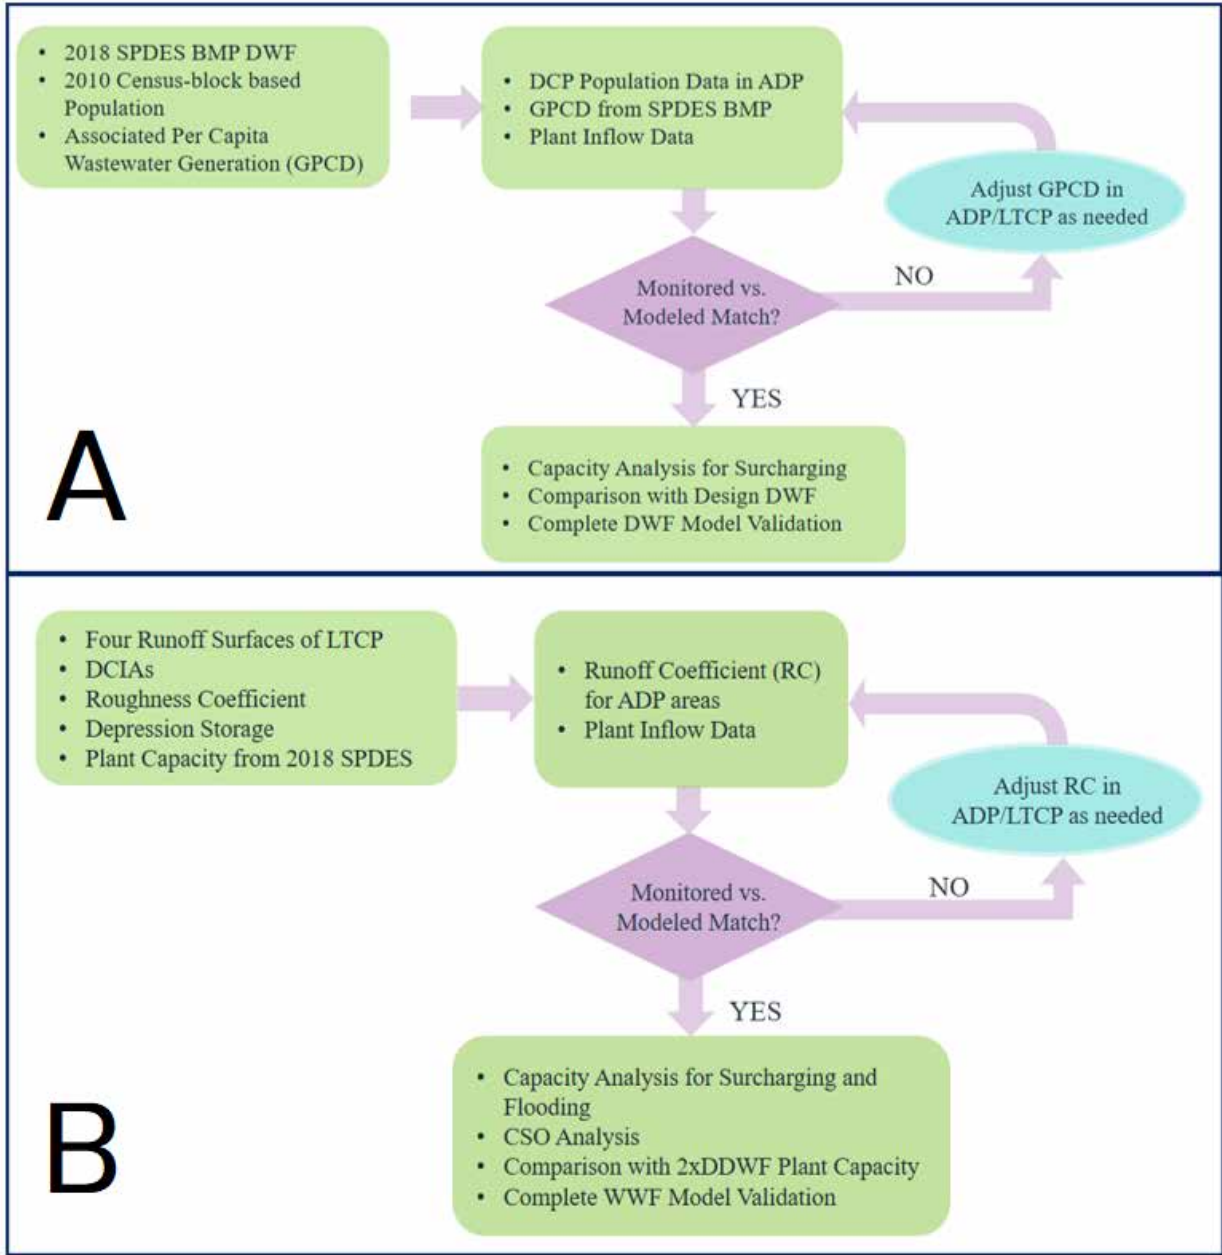 • 2018 SPDES BMP DWF
• 2010 Census-block based
Population
• Associated Per Capita
Wastewater Generation (GPCD)
• DCP Population Data in ADP
• GPCD from SPDES BMP
• Plant Inflow Data
Adjust GPCD in
ADP/LTCP as needed
Monitored vs.
Modeled Match?
NO
YES
• Capacity Analysis for Surcharging
• Comparison with Design DWF
• Complete DWF Model Validation
A
• Four Runoff Surfaces of LTCP
• DCIAs
• Roughness Coefficient
• Depression Storage
• Plant Capacity from 2018 SPDES
• Runoff Coefficient (RC)
for ADP areas
• Plant Inflow Data
Adjust RC in
ADP/LTCP as needed
Monitored vs.
Modeled Match?
NO
YES
• Capacity Analysis for Surcharging and
Flooding
• CSO Analysis
• Comparison with 2xDDWF Plant Capacity
• Complete WWF Model Validation
B